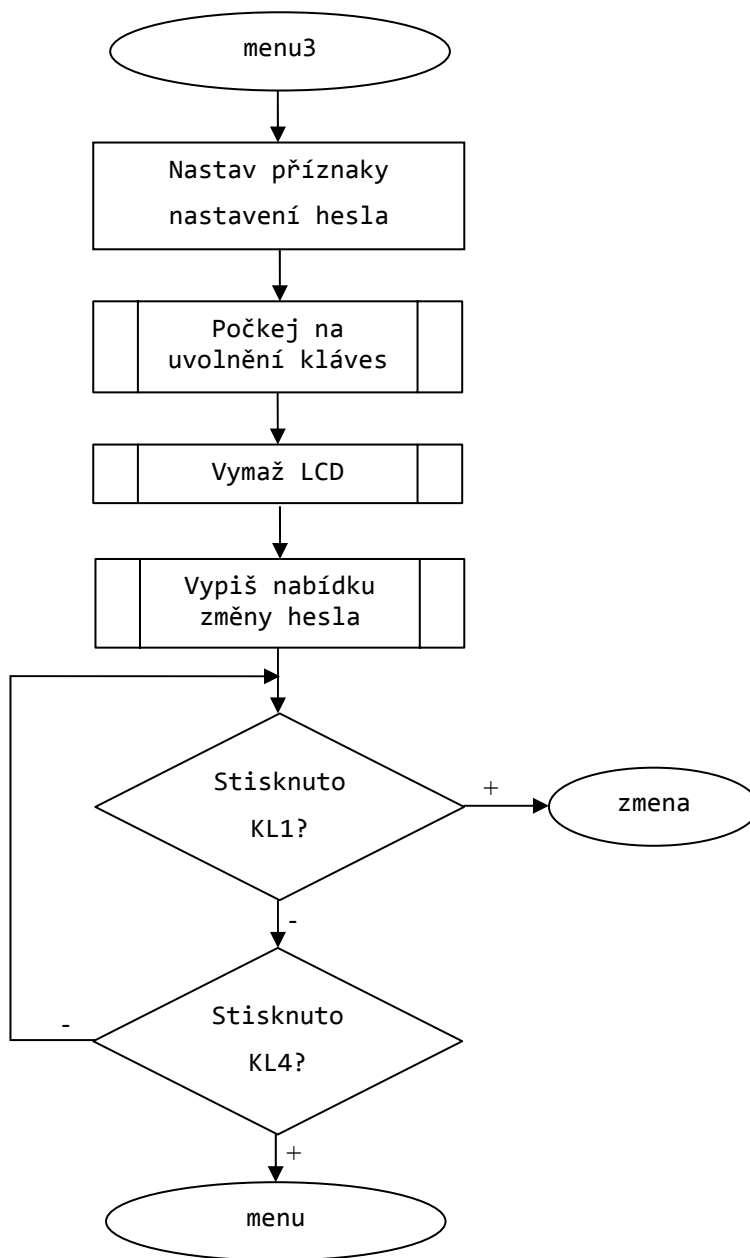 menu3
Nastav příznaky
nastavení hesla
Počkej na
uvolnění kláves
Vymaž LCD
Vypiš nabídku
změny hesla
Stisknuto
KL1?
+
zmena
-
Stisknuto
KL4?
-
+
menu